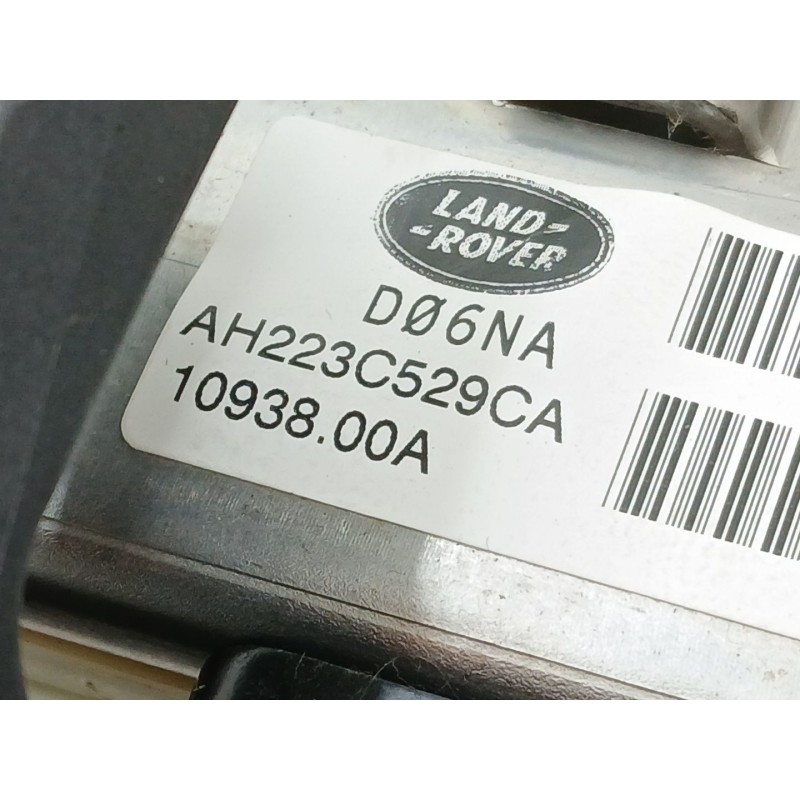 LAND-
-ROVER
DØ6NA
AH223C529CA
10938.00A